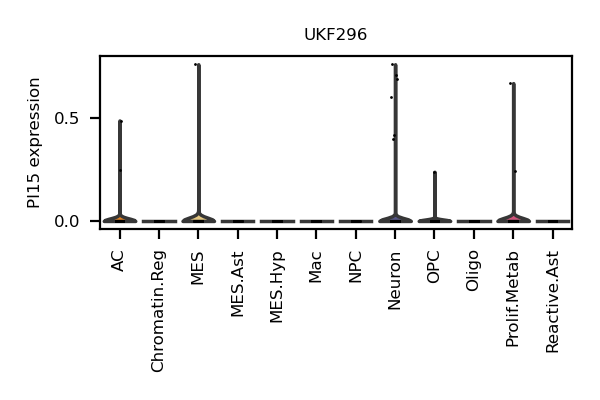 UKF296
PI15 expression
0.5
0.0
AC
Chromatin.Reg
MES
MES.Ast
MES.Hyp
Mac
NPC
Neuron
OPC
Oligo
Prolif.Metab
Reactive.Ast